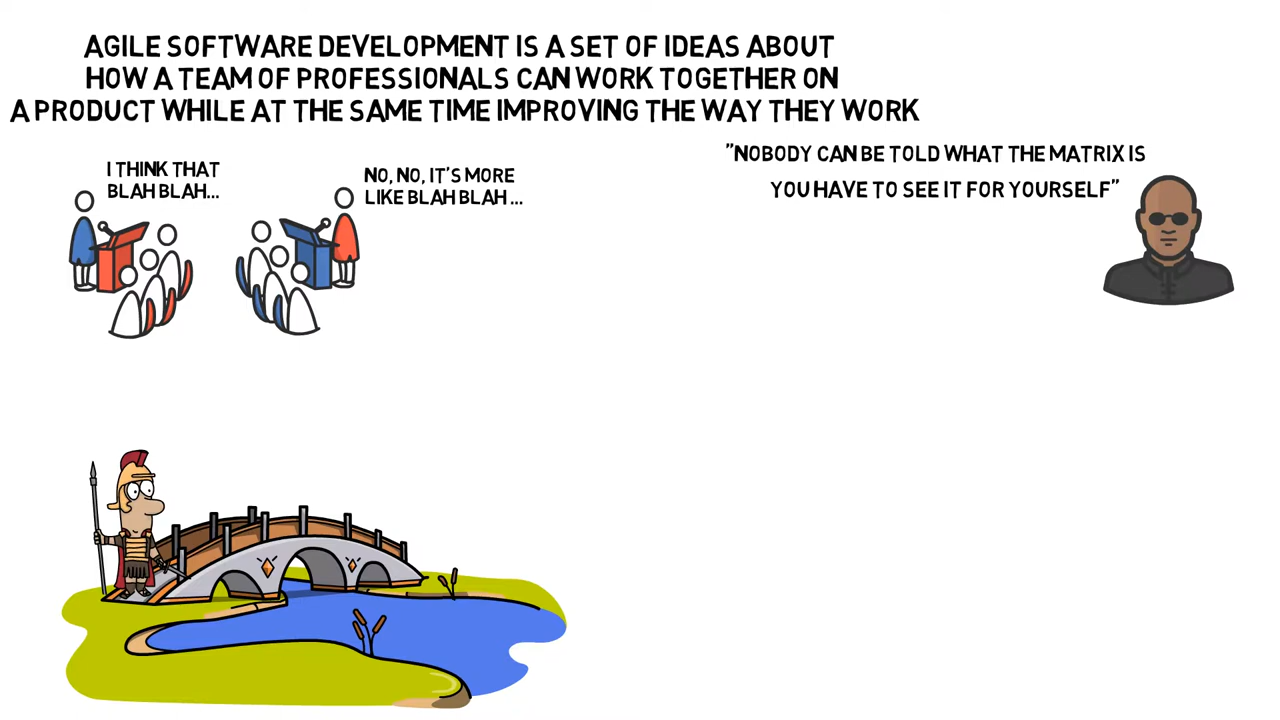 AGILE SOFTWARE DEVELOPMENT IS A SET OF IDEAS ABOUT
HOW A TEAM OF PROFESSIONALS CAN WORK TOGETHER ON
A PRODUCT WHILE AT THE SAME TIME IMPROVING THE WAY THEY WORK
I THINK THAT
BLAH BLAH...
NO, NO, IT'S MORE
LIKE BLAH BLAH ...
"NOBODY CAN BE TOLD WHAT THE MATRIX IS
YOU HAVE TO SEE IT FOR YOURSELF"